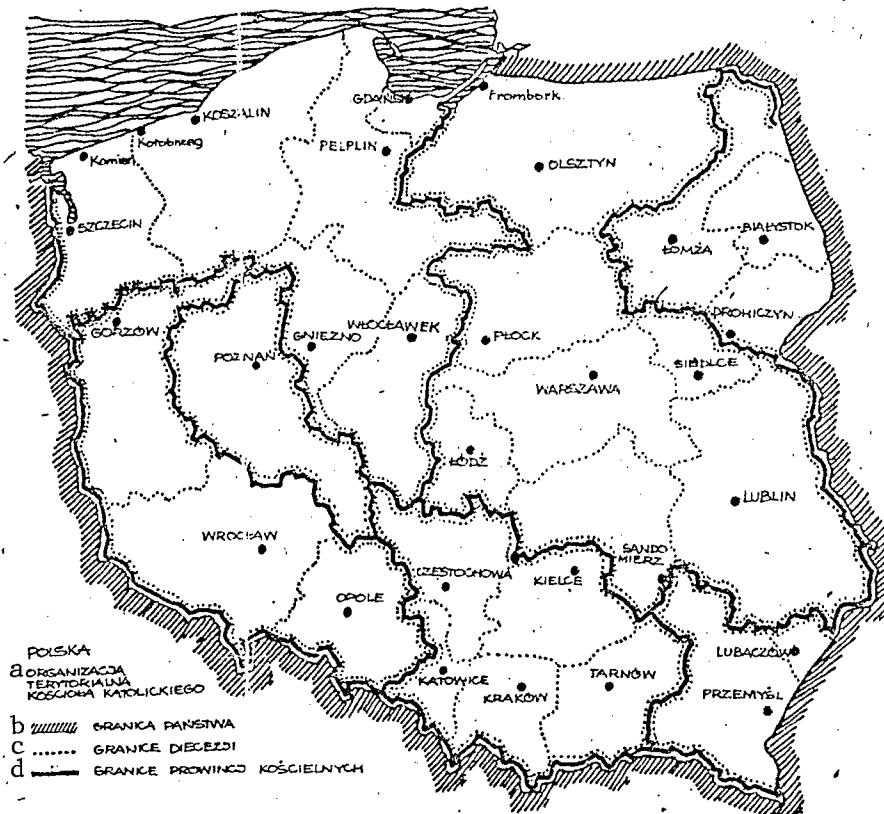 GDAŃSK
Frombork
KOSZALIN
Kołobrzeg
PELPLIN
Kamień
OLSZTYN
SZCZECIN
ŁOMŻA
BIAŁYSTOK
GORZÓW
DROHICZYN
GNIEZNO
WŁOCŁAWEK
PŁOCK
POZNAŃ
SIEDLCE
WARSZAWA
ŁÓDŹ
LUBLIN
WROCŁAW
SANDO
MIERZ
CZĘSTOCHOWA
KIELCE
OPOLE
LUBACZÓW
KATOWICE
TARNÓW
KRAKÓW
PRZEMYŚL
POLSKA
a ORGANIZACJA
TERYTORIALNA
KOŚCIOŁA KATOLICKIEGO
b GRANICA PAŃSTWA
c GRANICE DIECEZJI
d GRANICE PROWINCJI KOŚCIELNYCH